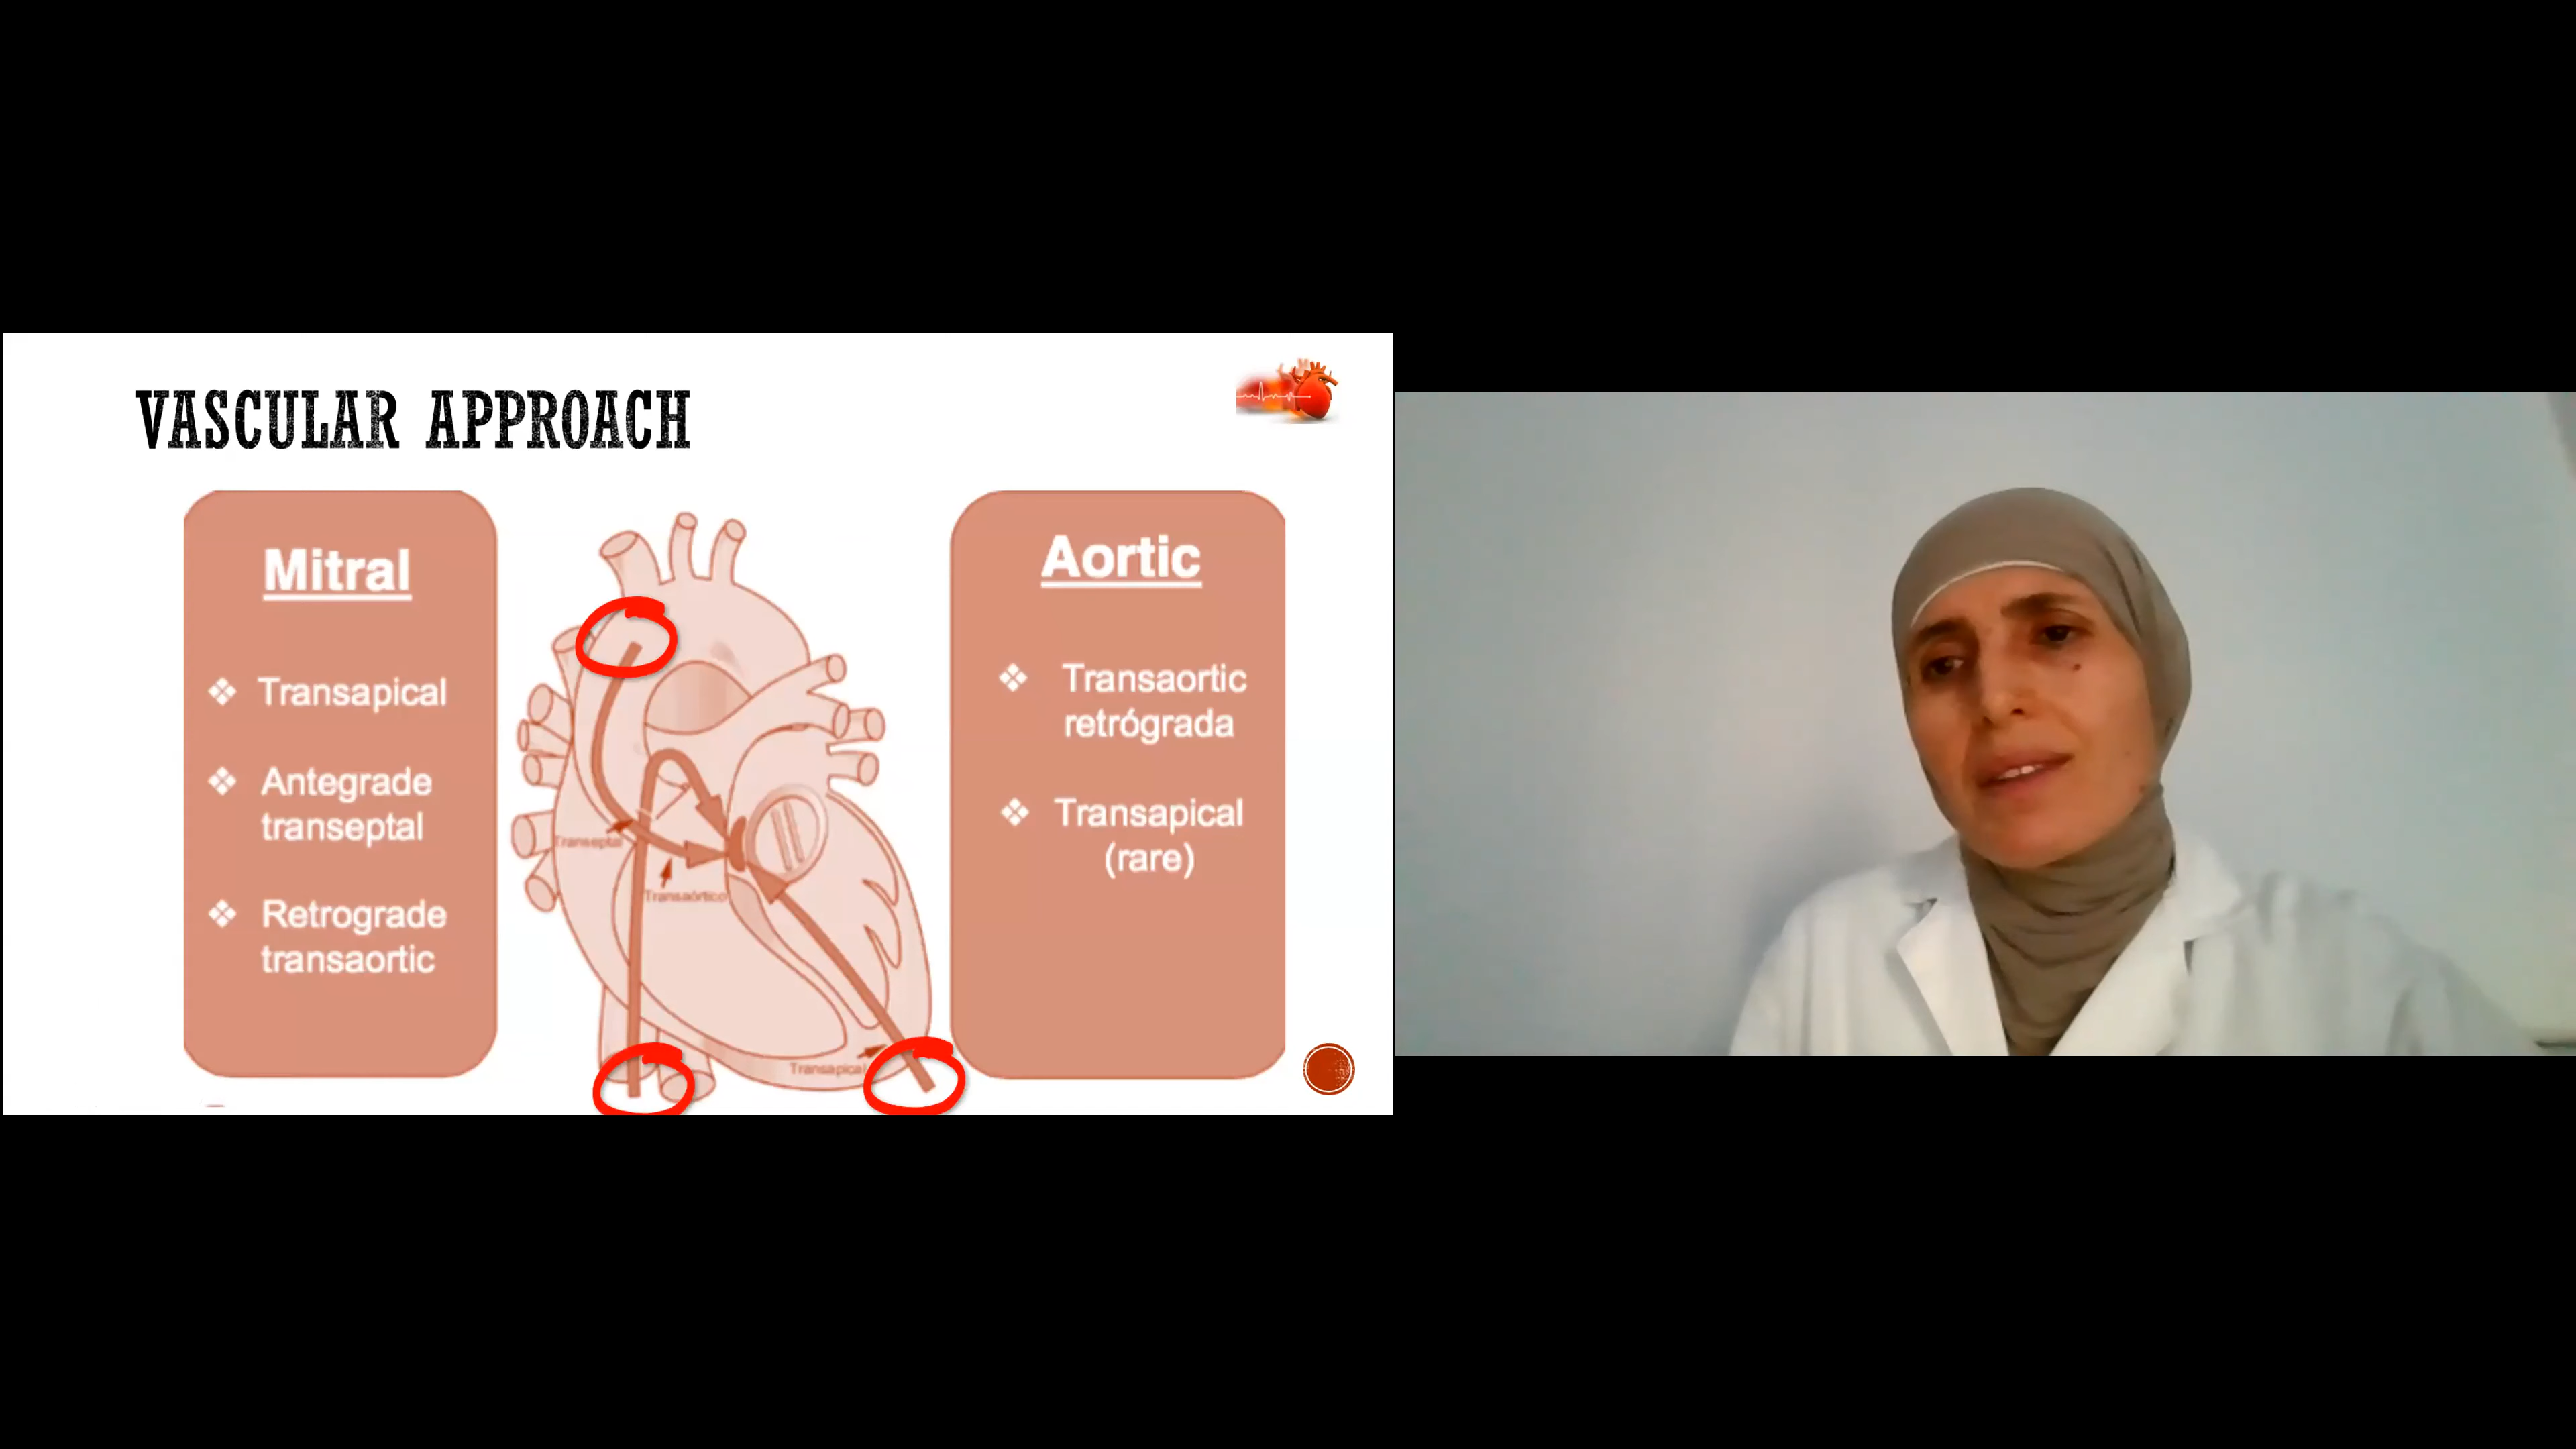 VASCULAR APPROACH
Mitral
Transapical
Antegrade
transeptal
Retrograde
transaortic
Transeptal
Transaórtico
Transapical
Aortic
Transaortic
retrógrada
Transapical
(rare)